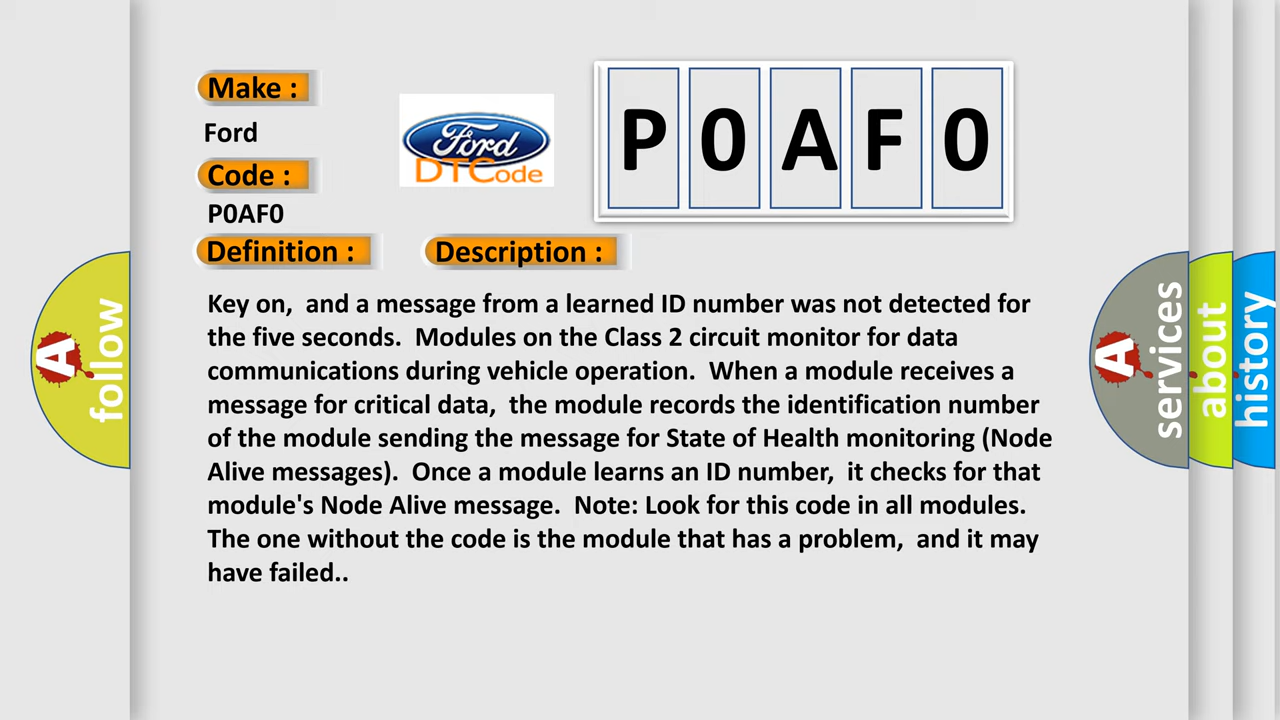 Make :
Ford
Code :
P0AF0
Ford
DTCode
P0AF0
Definition :
Description :
Key on,  and a message from a learned ID number was not detected for
the five seconds  Modules on the Class 2 circuit monitor for data
communications during vehicle operation  When a module receives a
message for critical data,  the module records the identification number
of the module sending the message for State of Health monitoring (Node
Alive messages)  Once a module learns an ID number,  it checks for that
module's Node Alive message.  Note: Look for this code in all modules.
The one without the code is the module that has a problem,  and it may
have failed..
A follow
A services
about
history